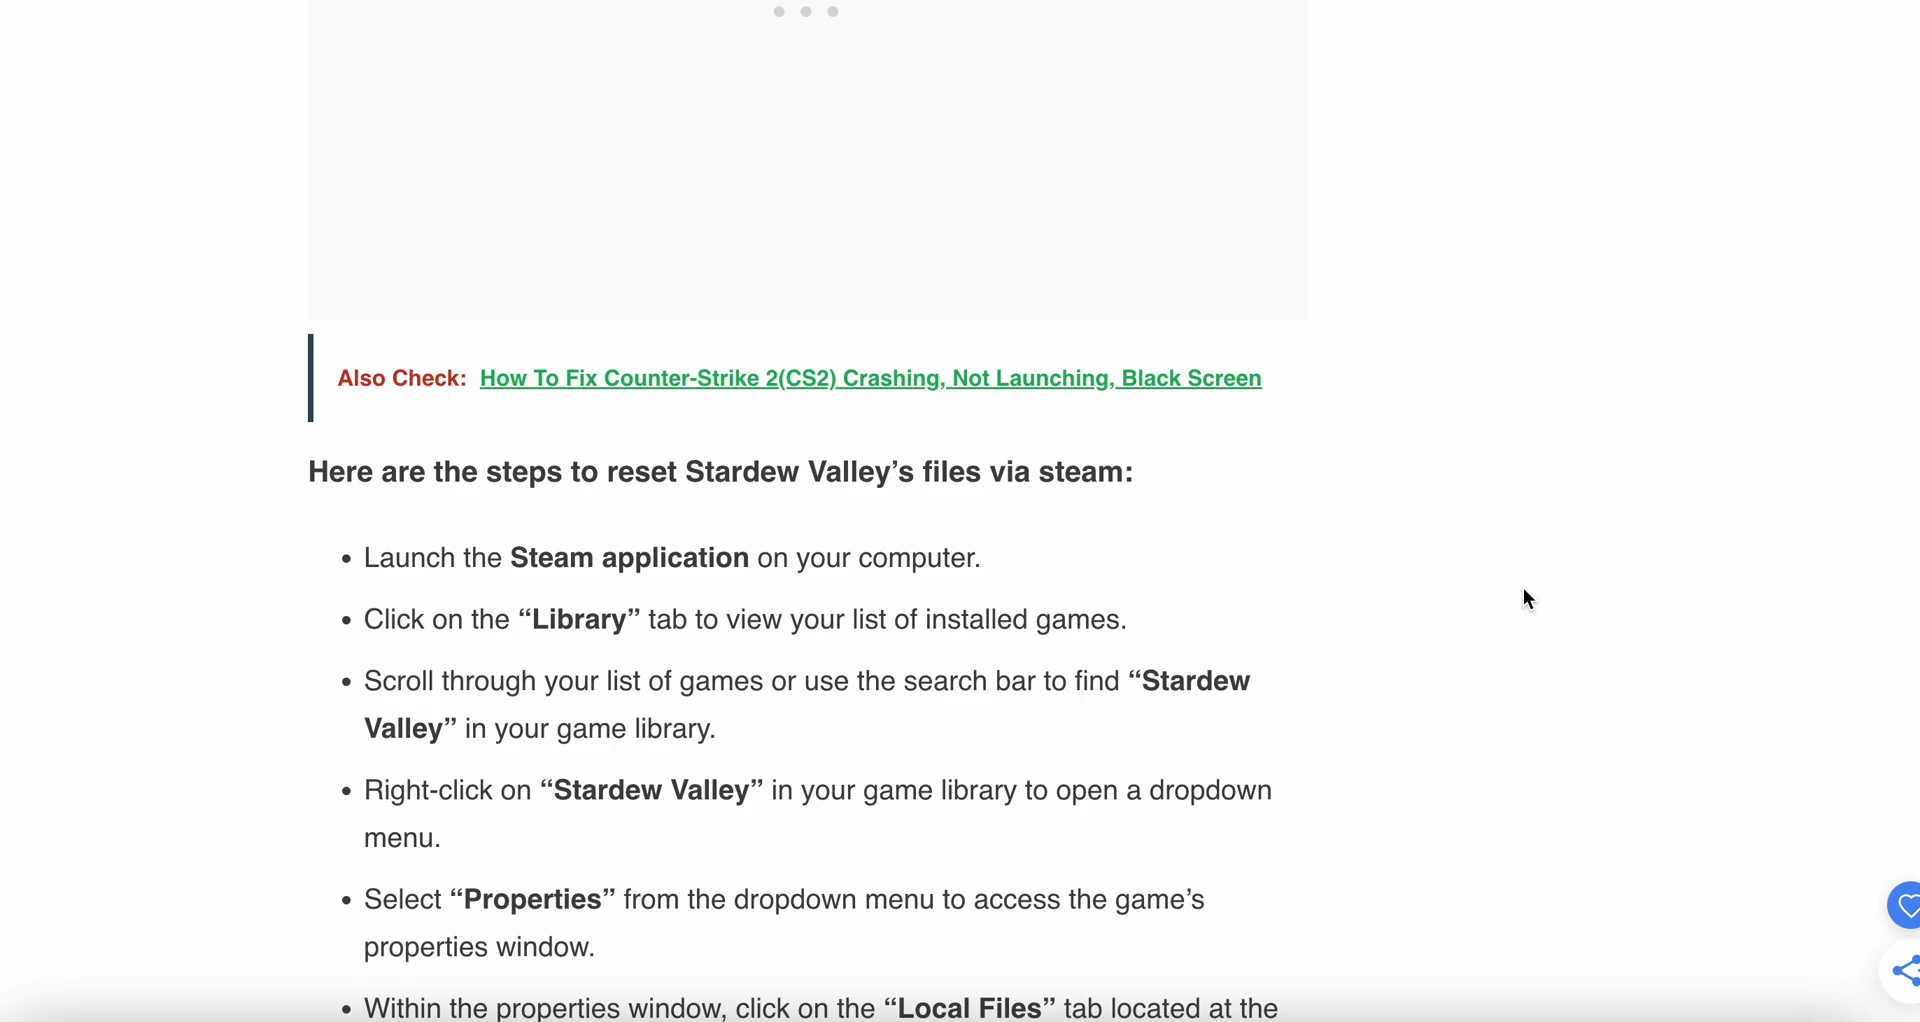 Also Check: How To Fix Counter-Strike 2(CS2) Crashing, Not Launching, Black Screen
Here are the steps to reset Stardew Valley’s files via steam:
• Launch the Steam application on your computer.
• Click on the “Library” tab to view your list of installed games.
• Scroll through your list of games or use the search bar to find “Stardew
Valley” in your game library.
• Right-click on “Stardew Valley” in your game library to open a dropdown
menu.
• Select “Properties” from the dropdown menu to access the game’s
properties window.
• Within the properties window, click on the “Local Files” tab located at the